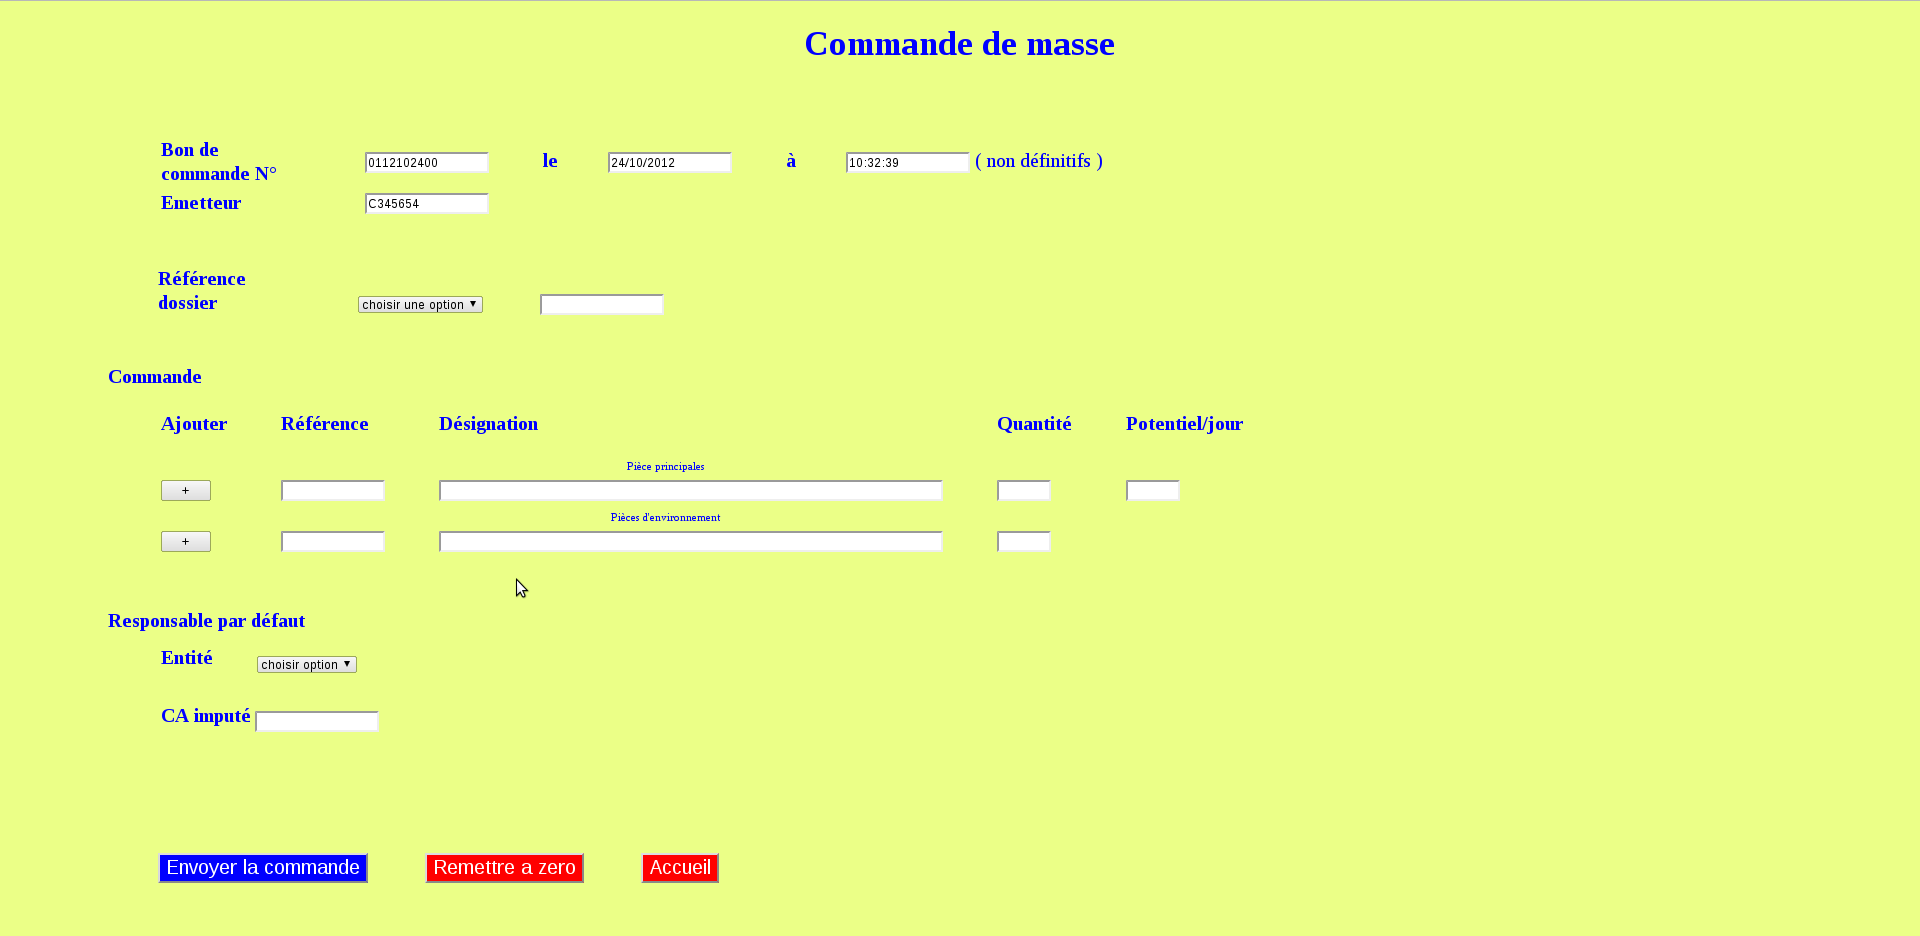 Commande de masse
Bon de
commande N°
0112102400 le 24/10/2012 à 10:32:39 ( non définitifs )
Emetteur C345654
Référence
dossier
choisir une option
Commande
Ajouter Référence Désignation Quantité Potentiel/jour
Pièce principales
+
Pièces d'environnement
+
Responsable par défaut
Entité choisir option
CA imputé
Envoyer la commande Remettre a zero Accueil